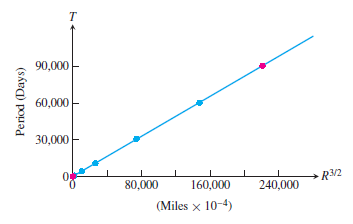 T
Period (Days)
90,000
60,000
30,000
0
0
80,000
160,000
240,000
R^{3/2}
(Miles × 10^{-4})